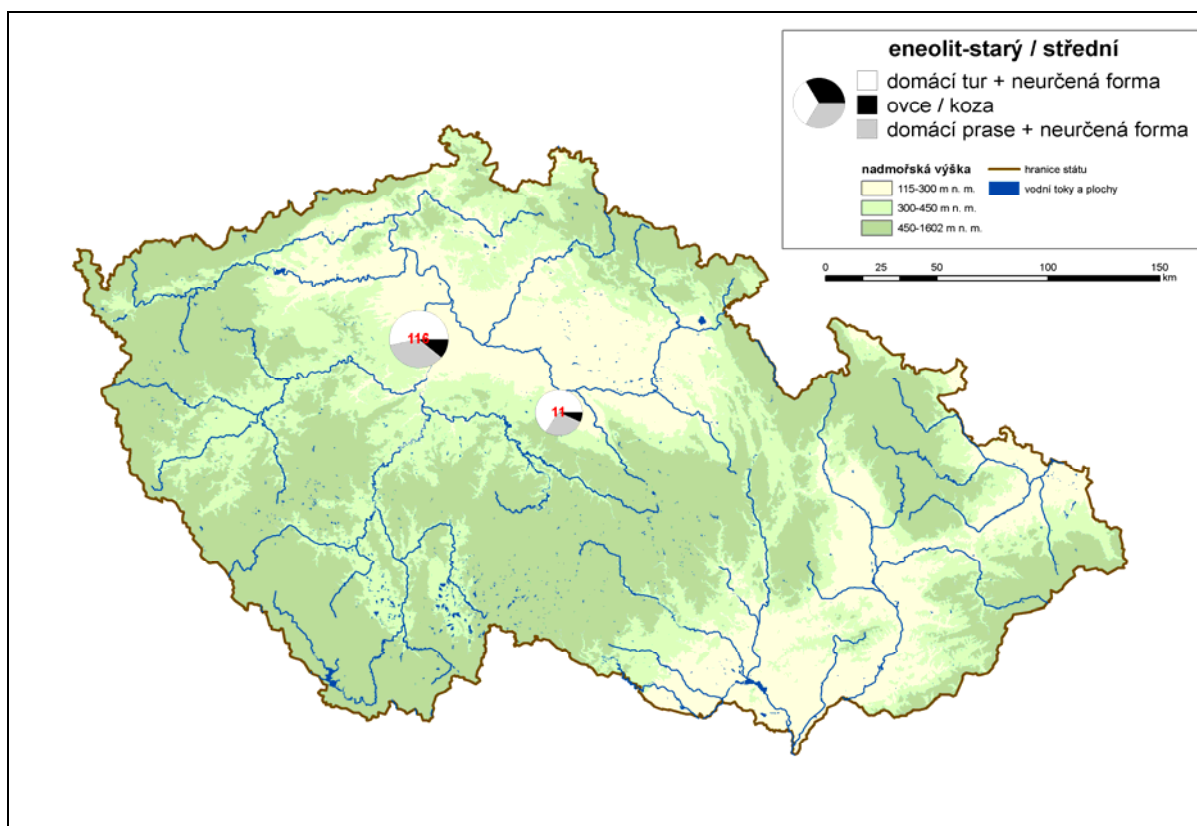 eneolit-starý / střední
domácí tur + neurčená forma
ovce / koza
domácí prase + neurčená forma
nadmořská výška
hranice státu
115-300 m n. m.
vodní toky a plochy
300-450 m n. m.
450-1602 m n. m.
0 25 50 100 150
km
116
11